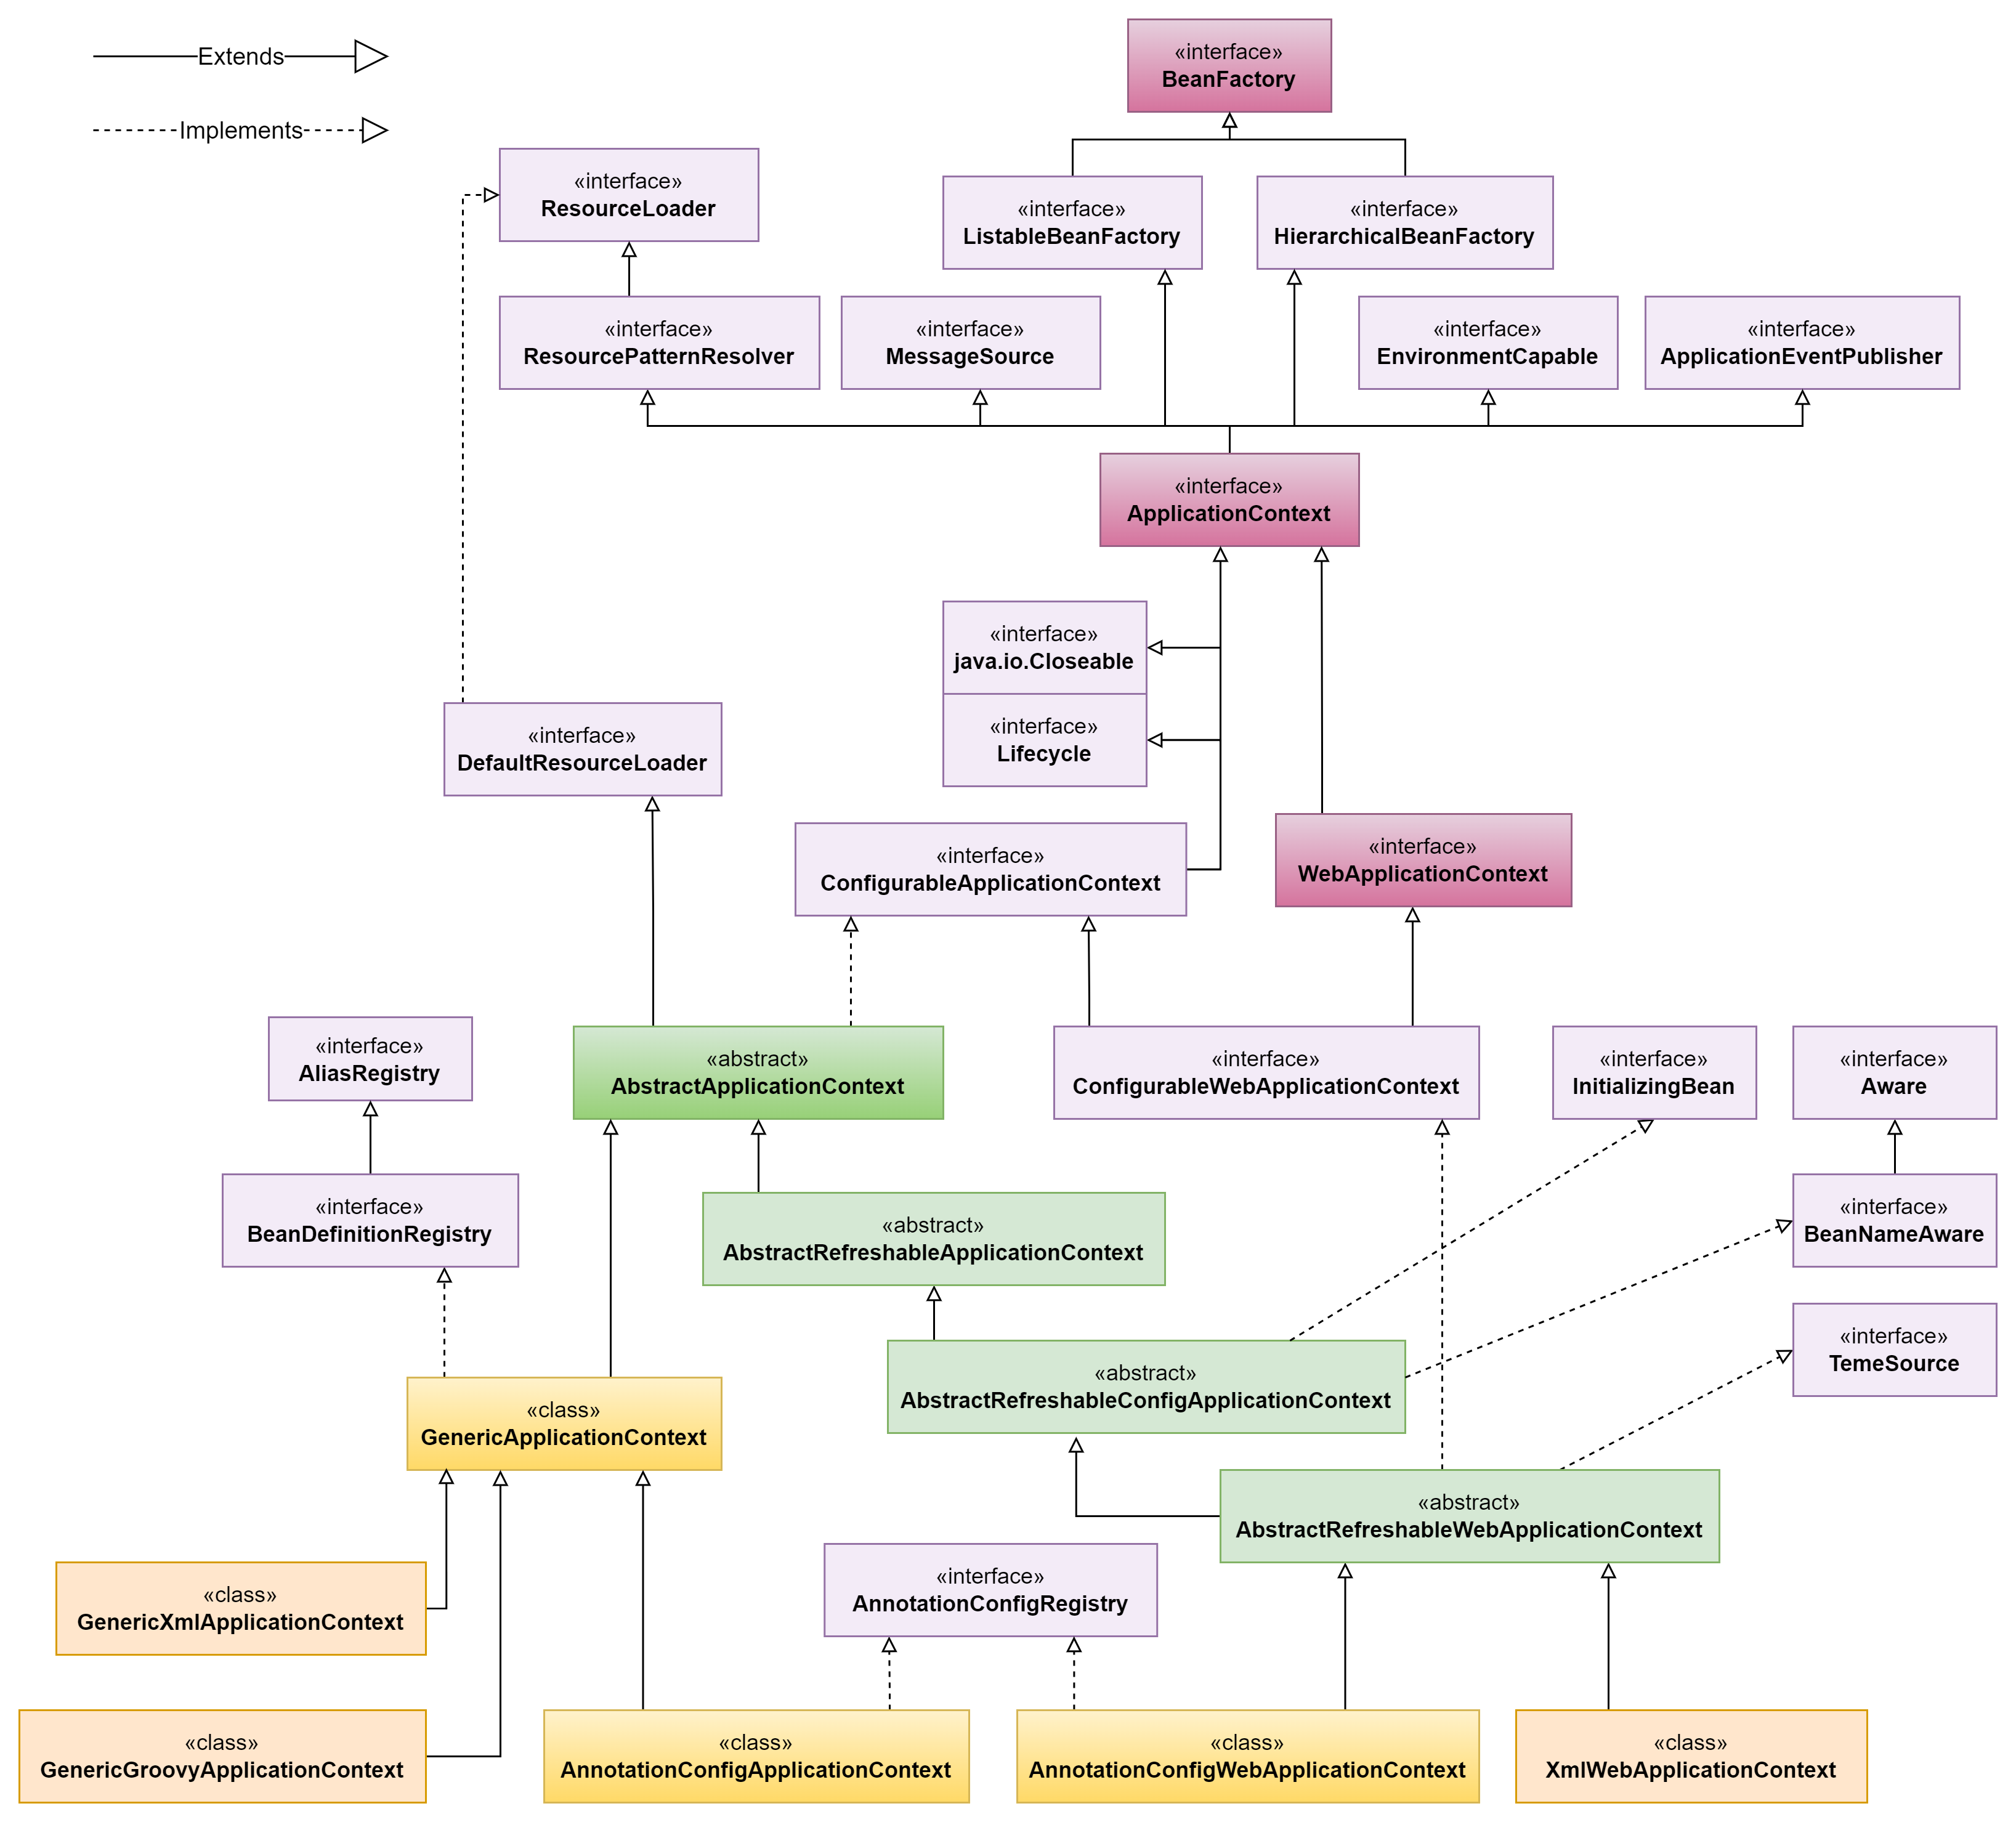 Extends
Implements
«interface»
BeanFactory
«interface»
ResourceLoader
«interface»
ListableBeanFactory
«interface»
HierarchicalBeanFactory
«interface»
ResourcePatternResolver
«interface»
MessageSource
«interface»
EnvironmentCapable
«interface»
ApplicationEventPublisher
«interface»
ApplicationContext
«interface»
java.io.Closeable
«interface»
Lifecycle
«interface»
DefaultResourceLoader
«interface»
ConfigurableApplicationContext
«interface»
WebApplicationContext
«interface»
AliasRegistry
«abstract»
AbstractApplicationContext
«interface»
ConfigurableWebApplicationContext
«interface»
InitializingBean
«interface»
Aware
«interface»
BeanDefinitionRegistry
«abstract»
AbstractRefreshableApplicationContext
«interface»
BeanNameAware
«abstract»
AbstractRefreshableConfigApplicationContext
«interface»
TemeSource
«class»
GenericApplicationContext
«abstract»
AbstractRefreshableWebApplicationContext
«class»
GenericXmlApplicationContext
«interface»
AnnotationConfigRegistry
«class»
GenericGroovyApplicationContext
«class»
AnnotationConfigApplicationContext
«class»
AnnotationConfigWebApplicationContext
«class»
XmlWebApplicationContext